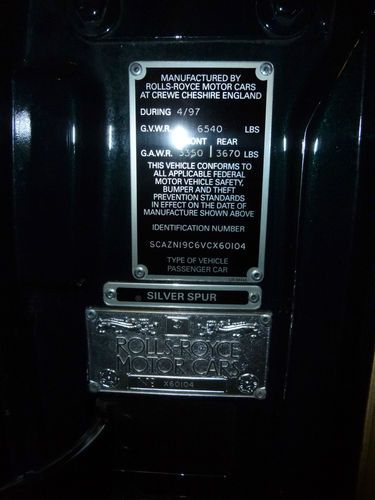 MANUFACTURED BY
ROLLS-ROYCE MOTOR CARS
AT CREWE CHESHIRE ENGLAND
DURING 4/97
G.V.W.R. 6540 LBS
REAR
G.A.W.R. 3350 3670 LBS
THIS VEHICLE CONFORMS TO
ALL APPLICABLE FEDERAL
MOTOR VEHICLE SAFETY,
BUMPER AND THEFT
PREVENTION STANDARDS
IN EFFECT ON THE DATE OF
MANUFACTURE SHOWN ABOVE
IDENTIFICATION NUMBER
SCAZN19C6VCX60104
TYPE OF VEHICLE
PASSENGER CAR
SILVER SPUR
ROLLS-ROYCE
MOTOR CARS
X60104